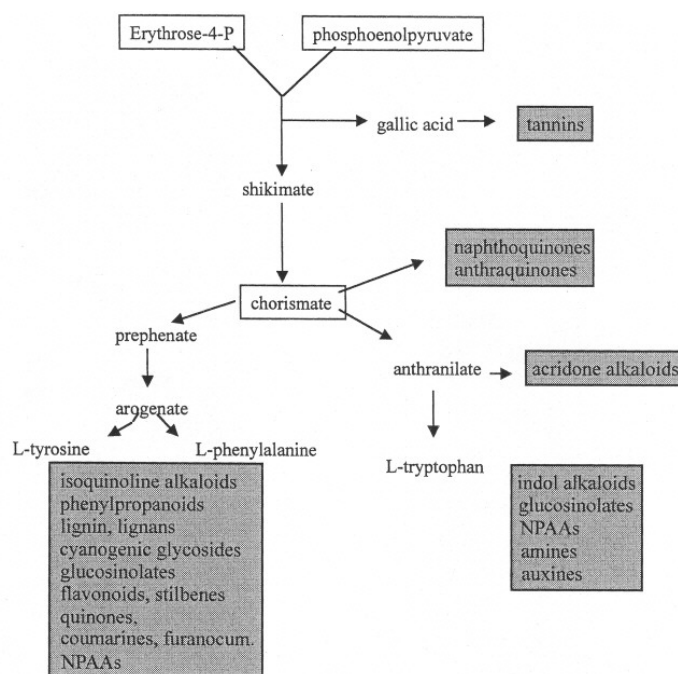 Erythrose-4-P
phosphoenolpyruvate
gallic acid
tannins
shikimate
naphthoquinones
anthraquinones
chorismate
prephenate
anthranilate
acridone alkaloids
arogenate
L-tyrosine
L-phenylalanine
L-tryptophan
isoquinoline alkaloids
phenylpropanoids
lignin, lignans
cyanogenic glycosides
glucosinolates
flavonoids, stilbenes
quinones,
coumarines, furanocum.
NPAAs
indol alkaloids
glucosinolates
NPAAs
amines
auxines